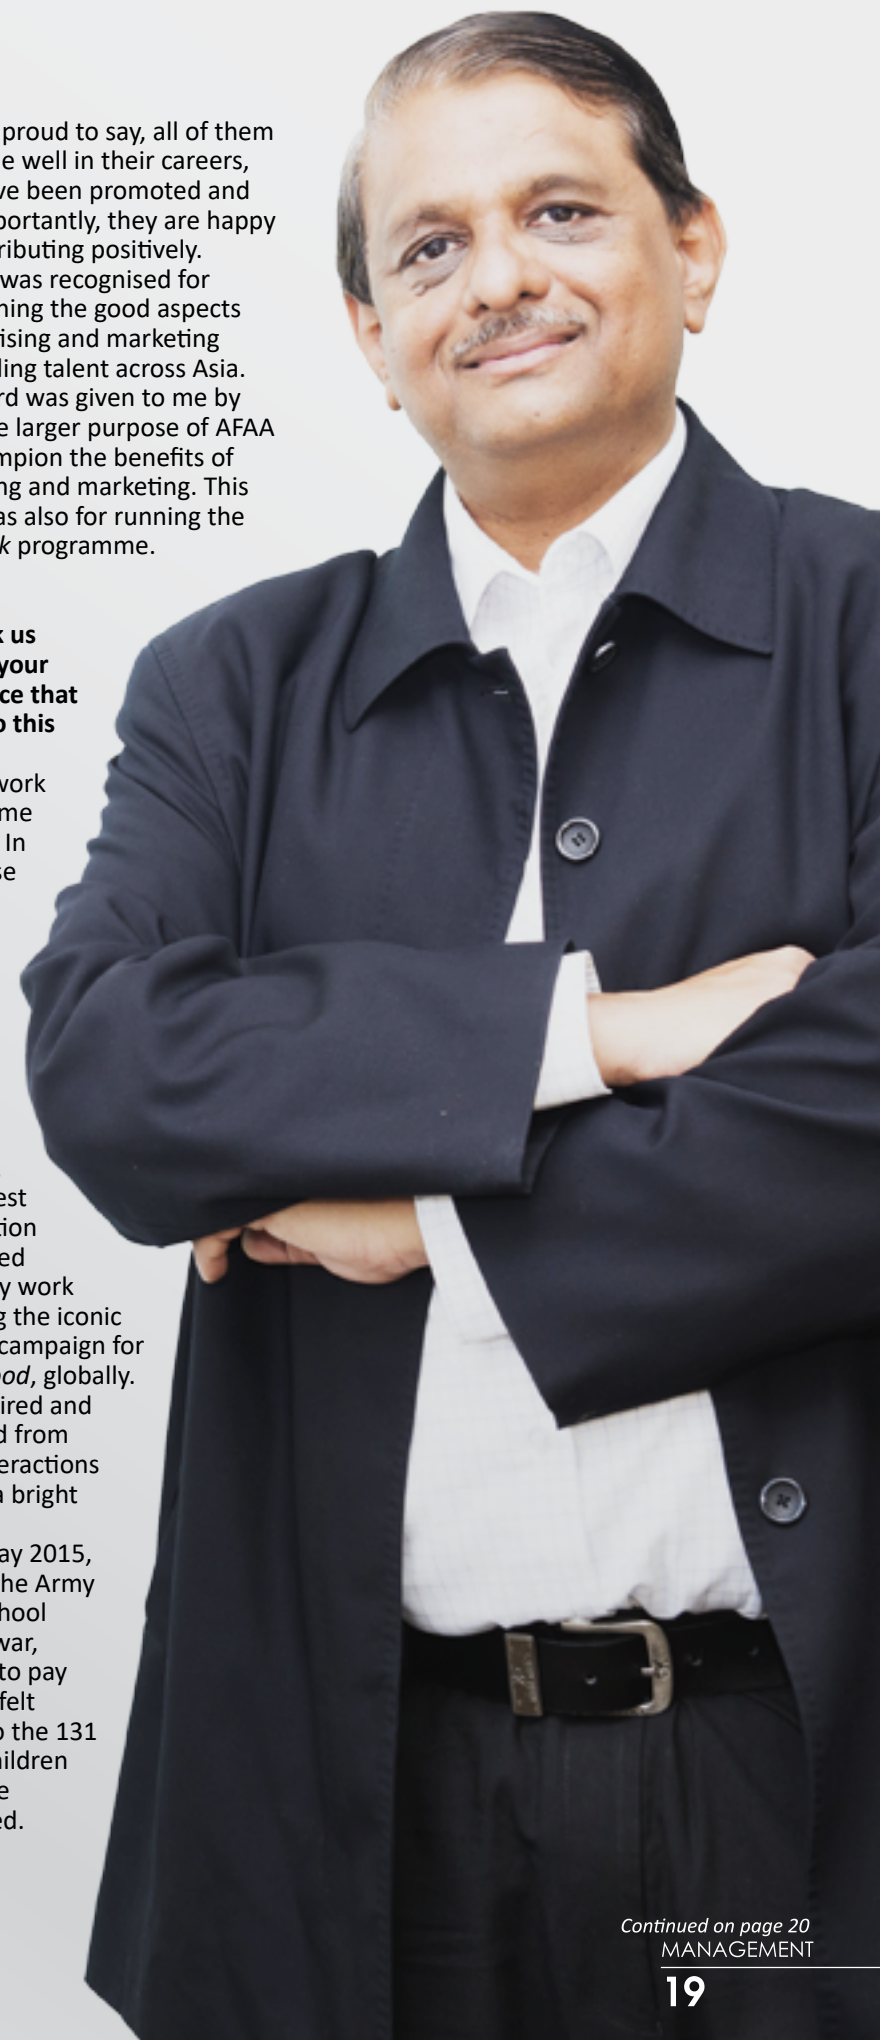 proud to say, all of them
e well in their careers,
ve been promoted and
portantly, they are happy
ributing positively.
was recognised for
ning the good aspects
ising and marketing
ling talent across Asia.
rd was given to me by
e larger purpose of AFAA
mpion the benefits of
ng and marketing. This
as also for running the
k programme.
k us
your
ce that
o this
work
me
In
se
est
tion
ed
y work
g the iconic
campaign for
ood, globally.
ired and
d from
eractions
a bright
ay 2015,
he Army
hool
war,
to pay
felt
o the 131
hildren
e
ed.
Continued on page 20
MANAGEMENT
19